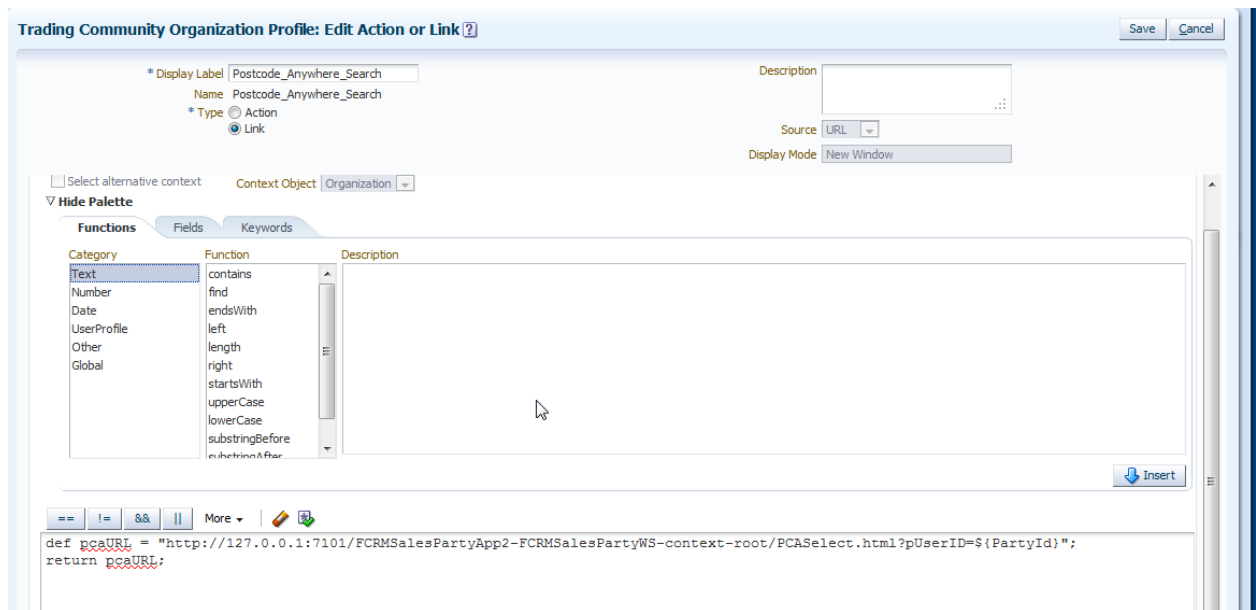 Trading Community Organization Profile: Edit Action or Link ?
Save Cancel
* Display Label Postcode_Anywhere_Search
Name Postcode_Anywhere_Search
* Type Action
Link
Description
Source URL
Display Mode New Window
Select alternative context Context Object Organization
Hide Palette
Functions Fields Keywords
Category Function Description
Text contains
Number find
Date endsWith
UserProfile left
Other length
Global right
startsWith
upperCase
lowerCase
substringBefore
substringAfter
Insert
== != && || More
def pcaURL = "http://127.0.0.1:7101/FCRMSalesPartyApp2-FCRMSalesPartyWS-context-root/PCASelect.html?pUserID=${PartyId}";
return pcaURL;